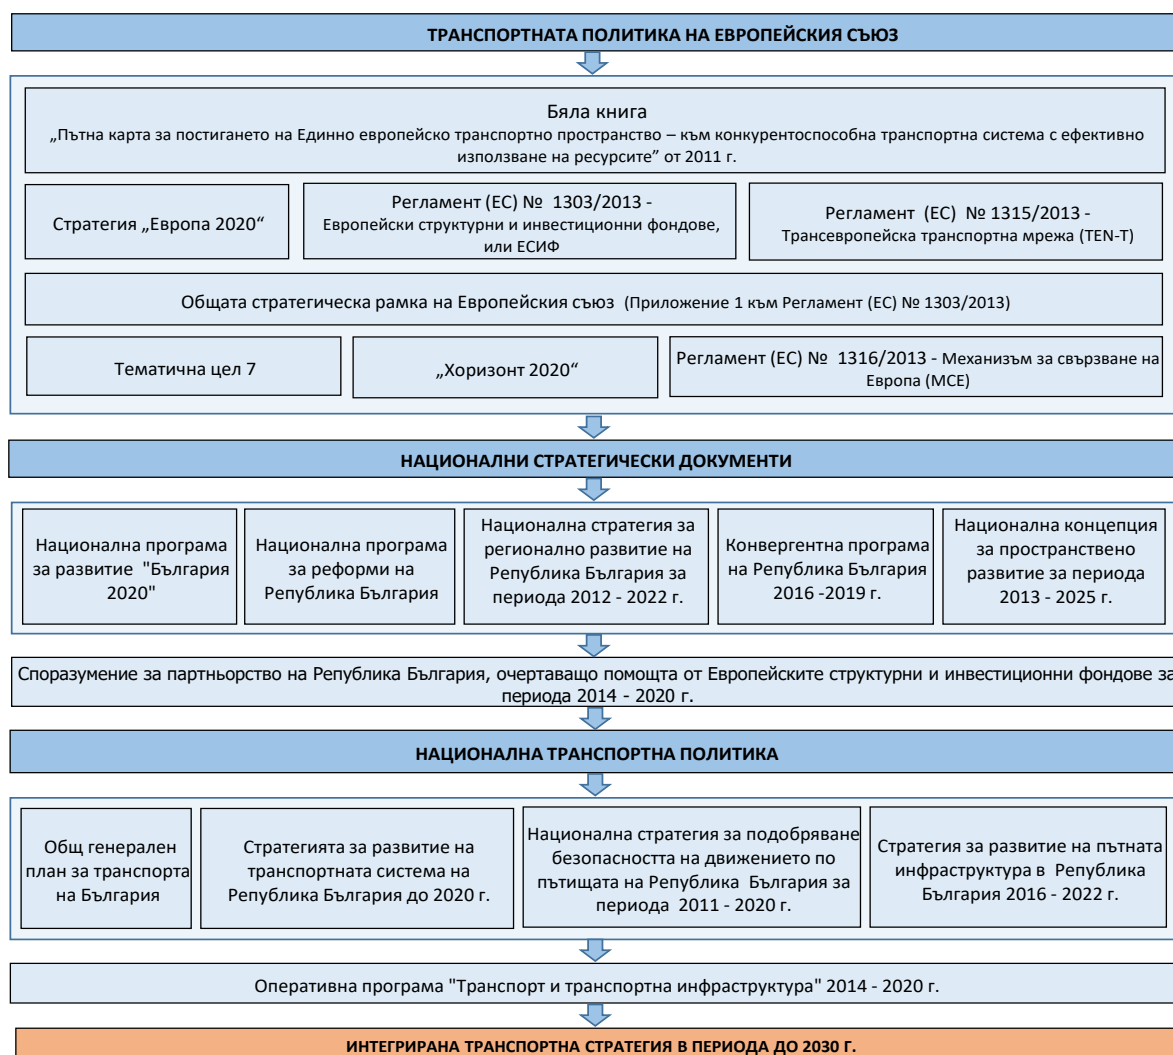 ТРАНСПОРТНАТА ПОЛИТИКА НА ЕВРОПЕЙСКИЯ СЪЮЗ
Бяла книга
„Пътна карта за постигането на Единно европейско транспортно пространство – към конкурентоспособна транспортна система с ефективно
използване на ресурсите” от 2011 г.
Стратегия „Европа 2020“
Регламент (ЕС) № 1303/2013 -
Европейски структурни и инвестиционни фондове,
или ЕСИФ
Регламент (ЕС) № 1315/2013 -
Трансевропейска транспортна мрежа (TEN-T)
Общата стратегическа рамка на Европейския съюз (Приложение 1 към Регламент (ЕС) № 1303/2013)
Тематична цел 7
„Хоризонт 2020“
Регламент (ЕС) № 1316/2013 - Механизъм за свързване на
Европа (МСЕ)
НАЦИОНАЛНИ СТРАТЕГИЧЕСКИ ДОКУМЕНТИ
Национална програма
за развитие "България
2020"
Национална програма
за реформи на
Република България
Национална стратегия за
регионално развитие на
Република България за
периода 2012 - 2022 г.
Конвергентна програма
на Република България
2016 -2019 г.
Национална концепция
за пространствено
развитие за периода
2013 - 2025 г.
Споразумение за партньорство на Република България, очертаващо помощта от Европейските структурни и инвестиционни фондове за
периода 2014 - 2020 г.
НАЦИОНАЛНА ТРАНСПОРТНА ПОЛИТИКА
Общ генерален
план за транспорта
на България
Стратегията за развитие на
транспортната система на
Република България до 2020 г.
Национална стратегия за подобряване
безопасността на движението по
пътищата на Република България за
периода 2011 - 2020 г.
Стратегия за развитие на пътната
инфраструктура в Република
България 2016 - 2022 г.
Оперативна програма "Транспорт и транспортна инфраструктура" 2014 - 2020 г.
ИНТЕГРИРАНА ТРАНСПОРТНА СТРАТЕГИЯ В ПЕРИОДА ДО 2030 Г.